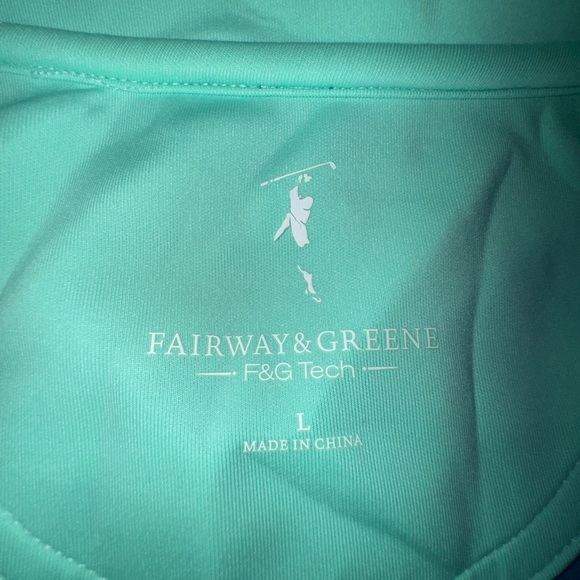 FAIRWAY & GREENE
F&G Tech
L
MADE IN CHINA